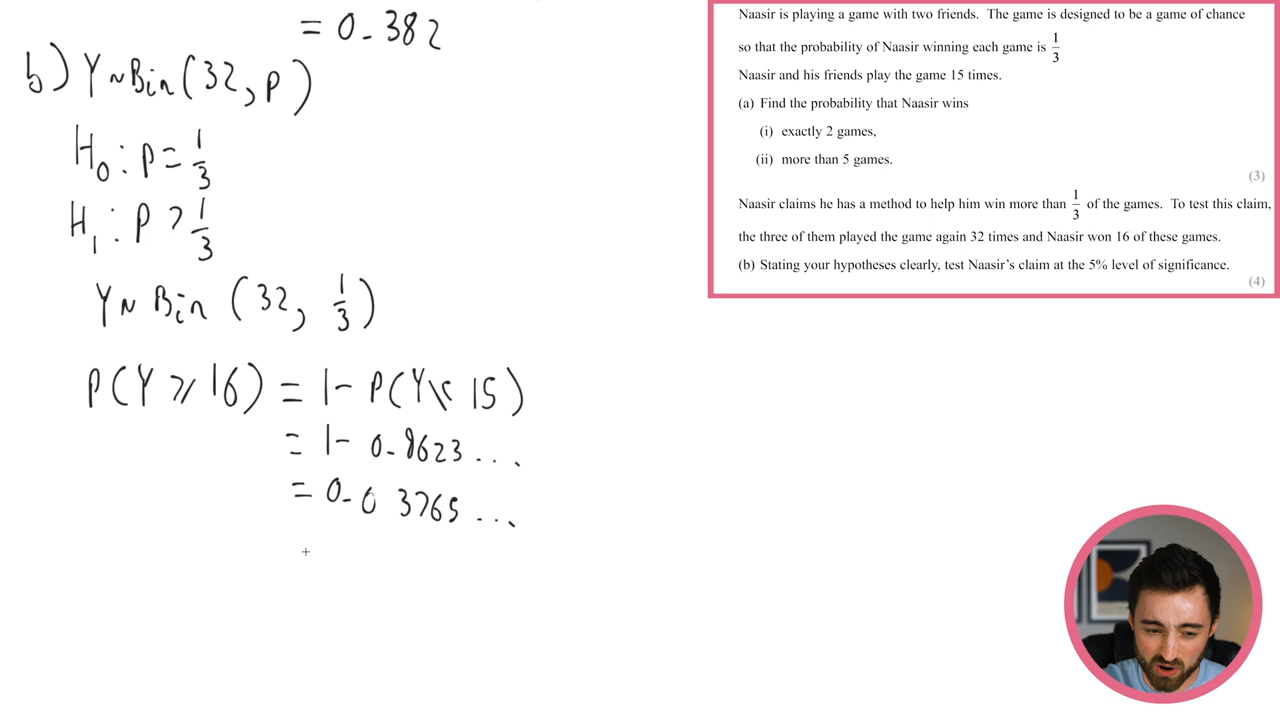 = 0.382
b) Y~Bin(32, p)
H₀: p = 1/3
H₁: p > 1/3
Y~Bin (32, 1/3)
P(Y ⩾ 16) = 1 - P(Y ⩽ 15)
= 1 - 0.8623...
= 0.03765...
Naasir is playing a game with two friends. The game is designed to be a game of chance
so that the probability of Naasir winning each game is 1/3
Naasir and his friends play the game 15 times.
(a) Find the probability that Naasir wins
(i) exactly 2 games,
(ii) more than 5 games.
(3)
Naasir claims he has a method to help him win more than 1/3 of the games. To test this claim,
the three of them played the game again 32 times and Naasir won 16 of these games.
(b) Stating your hypotheses clearly, test Naasir's claim at the 5% level of significance.
(4)